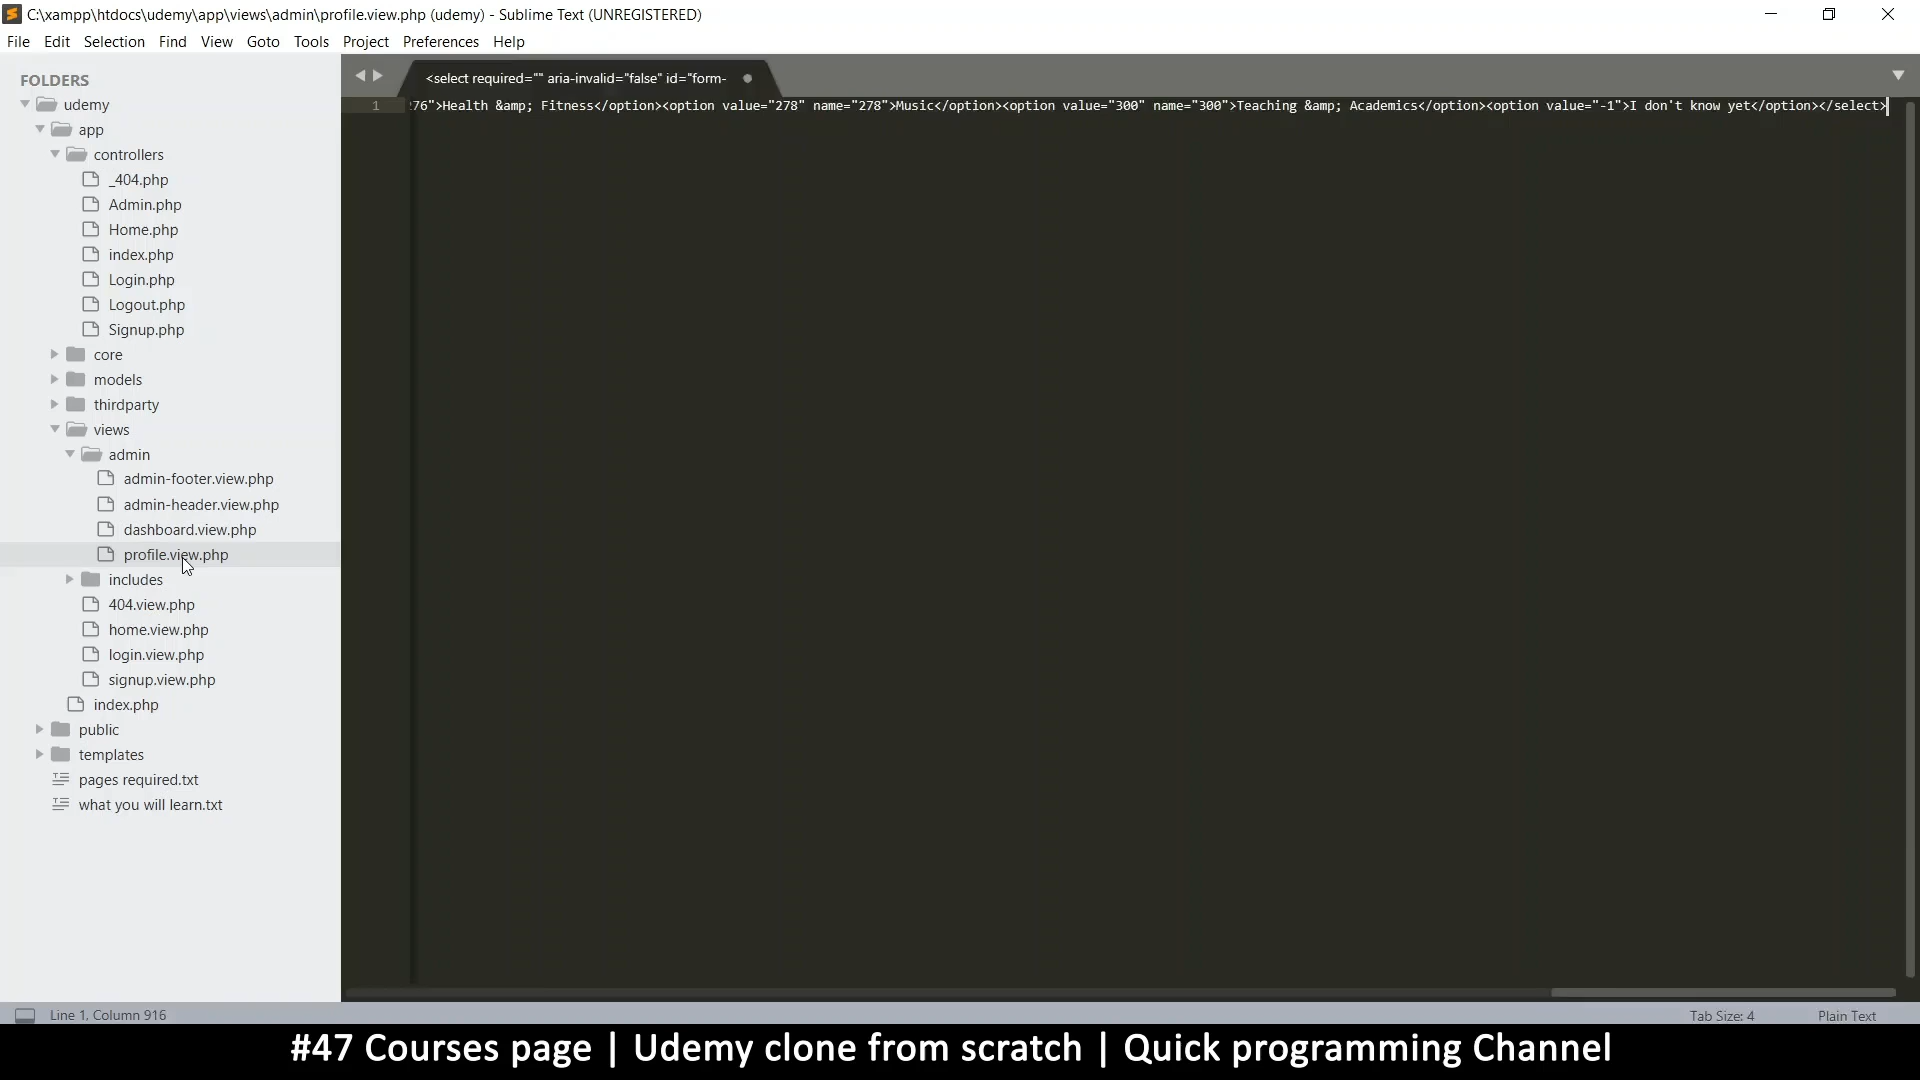 C:\xampp\htdocs\udemy\app\views\admin\profile.view.php (udemy) - Sublime Text (UNREGISTERED)
File Edit Selection Find View Goto Tools Project Preferences Help
FOLDERS
udemy
app
controllers
_404.php
Admin.php
Home.php
index.php
Login.php
Logout.php
Signup.php
core
models
thirdparty
views
admin
admin-footer.view.php
admin-header.view.php
dashboard.view.php
profile.view.php
includes
404.view.php
home.view.php
login.view.php
signup.view.php
index.php
public
templates
pages required.txt
what you will learn.txt
<select required="" aria-invalid="false" id="form-
1 76">Health &amp; Fitness</option><option value="278" name="278">Music</option><option value="300" name="300">Teaching &amp; Academics</option><option value="-1">I don't know yet</option></select>
Line 1, Column 916 Tab Size: 4 Plain Text
#47 Courses page | Udemy clone from scratch | Quick programming Channel